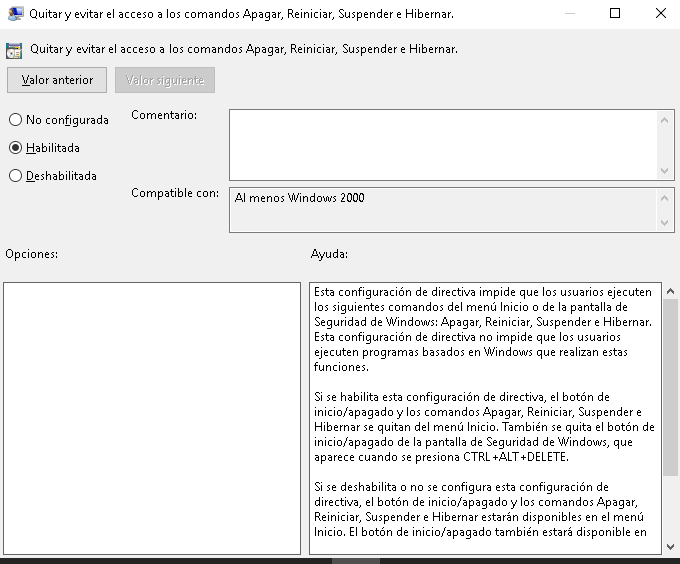 Quitar y evitar el acceso a los comandos Apagar, Reiniciar, Suspender e Hibernar.
Quitar y evitar el acceso a los comandos Apagar, Reiniciar, Suspender e Hibernar.
Valor anterior
Valor siguiente
No configurada
Comentario:
Habilitada
Deshabilitada
Compatible con:
Al menos Windows 2000
Opciones:
Ayuda:
Esta configuración de directiva impide que los usuarios ejecuten
los siguientes comandos del menú Inicio o de la pantalla de
Seguridad de Windows: Apagar, Reiniciar, Suspender e Hibernar.
Esta configuración de directiva no impide que los usuarios
ejecuten programas basados en Windows que realizan estas
funciones.
Si se habilita esta configuración de directiva, el botón de
inicio/apagado y los comandos Apagar, Reiniciar, Suspender e
Hibernar se quitan del menú Inicio. También se quita el botón de
inicio/apagado de la pantalla de Seguridad de Windows, que
aparece cuando se presiona CTRL+ALT+DELETE.
Si se deshabilita o no se configura esta configuración de
directiva, el botón de inicio/apagado y los comandos Apagar,
Reiniciar, Suspender e Hibernar estarán disponibles en el menú
Inicio. El botón de inicio/apagado también estará disponible en